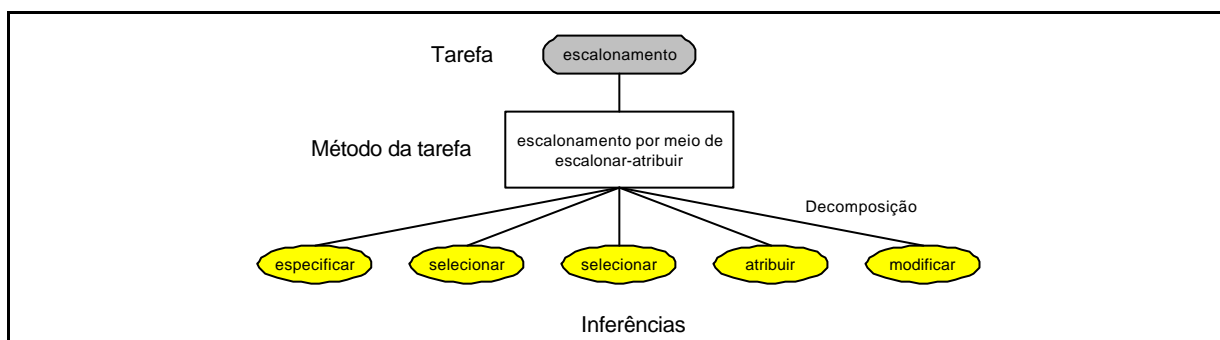 Tarefa
escalonamento
Método da tarefa
escalonamento por meio de
escalonar-atribuir
Decomposição
especificar
selecionar
selecionar
atribuir
modificar
Inferências